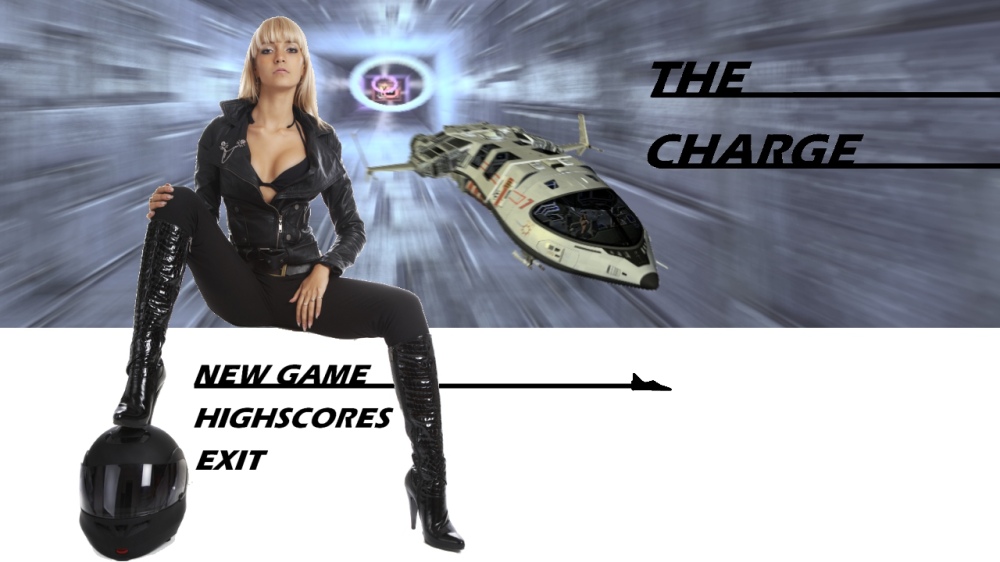 THE
CHARGE
NEW GAME
HIGHSCORES
EXIT